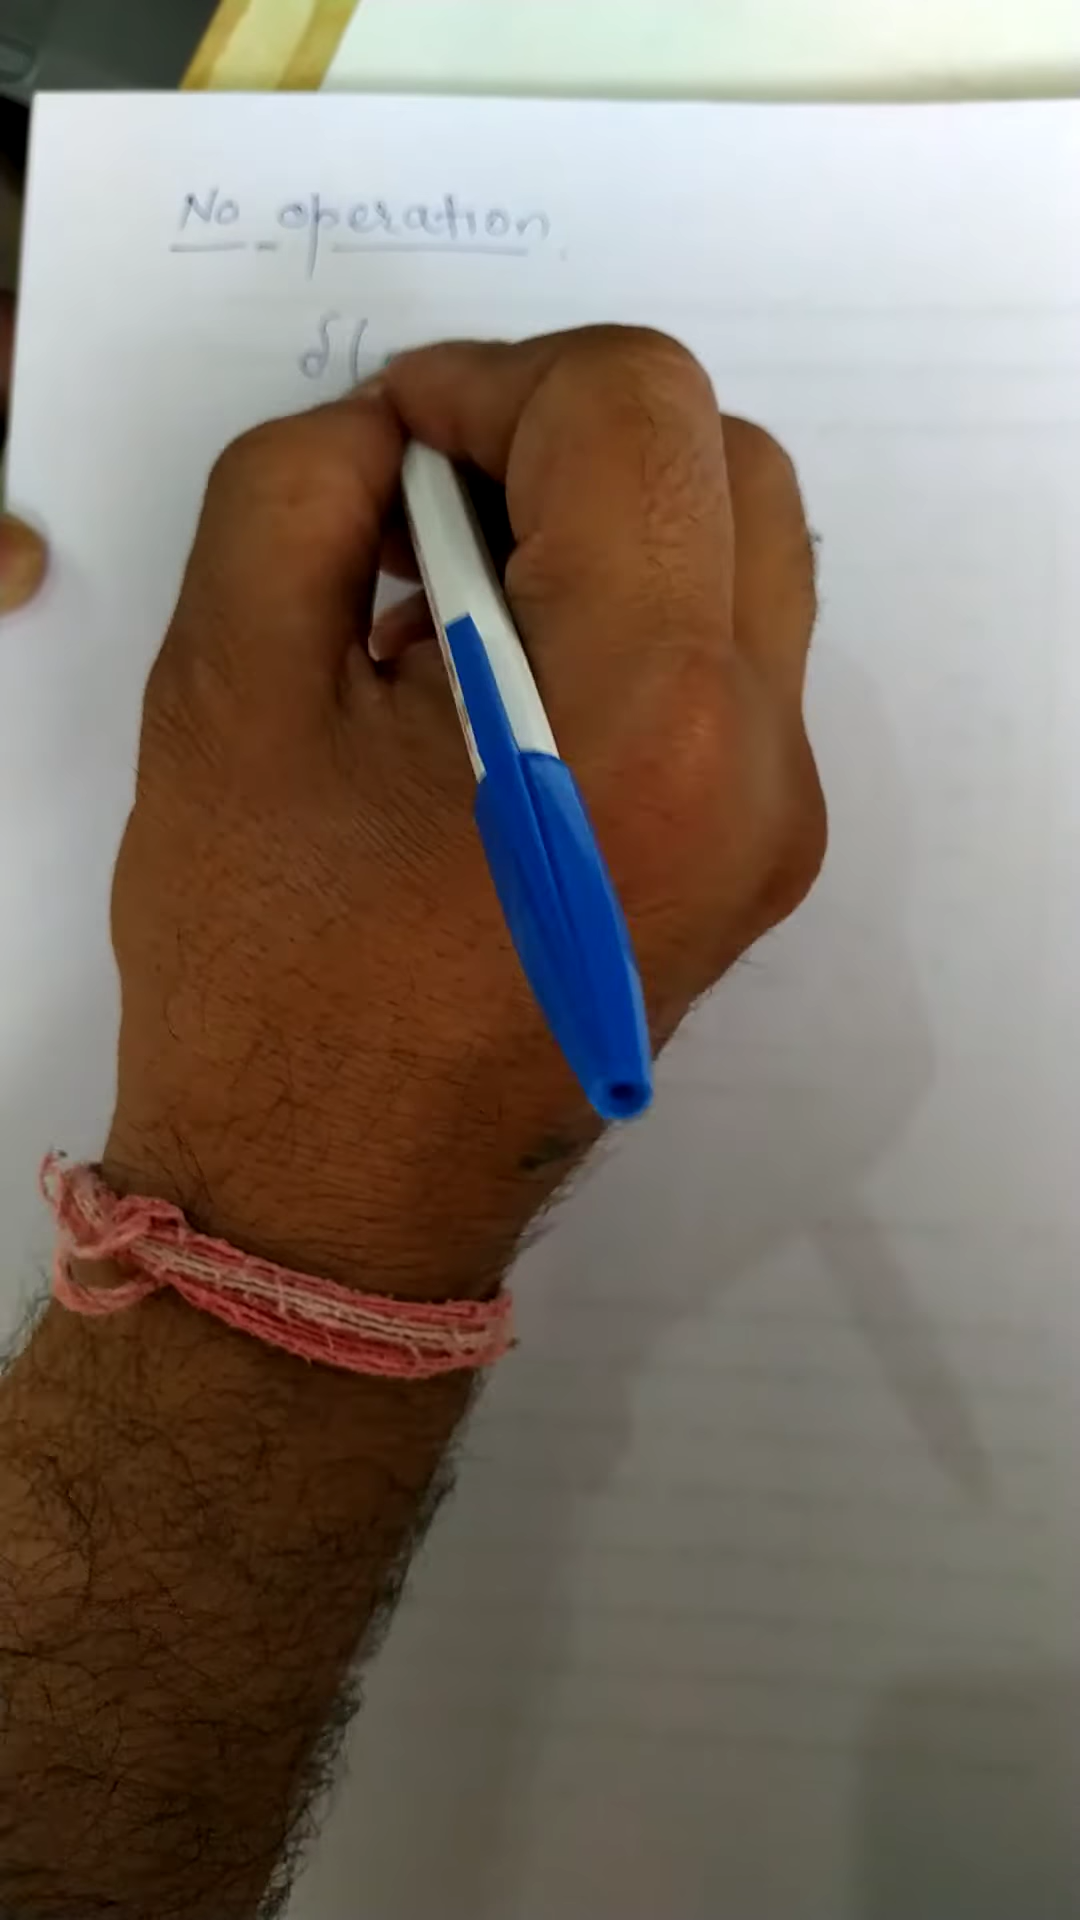 No operation.
δ(